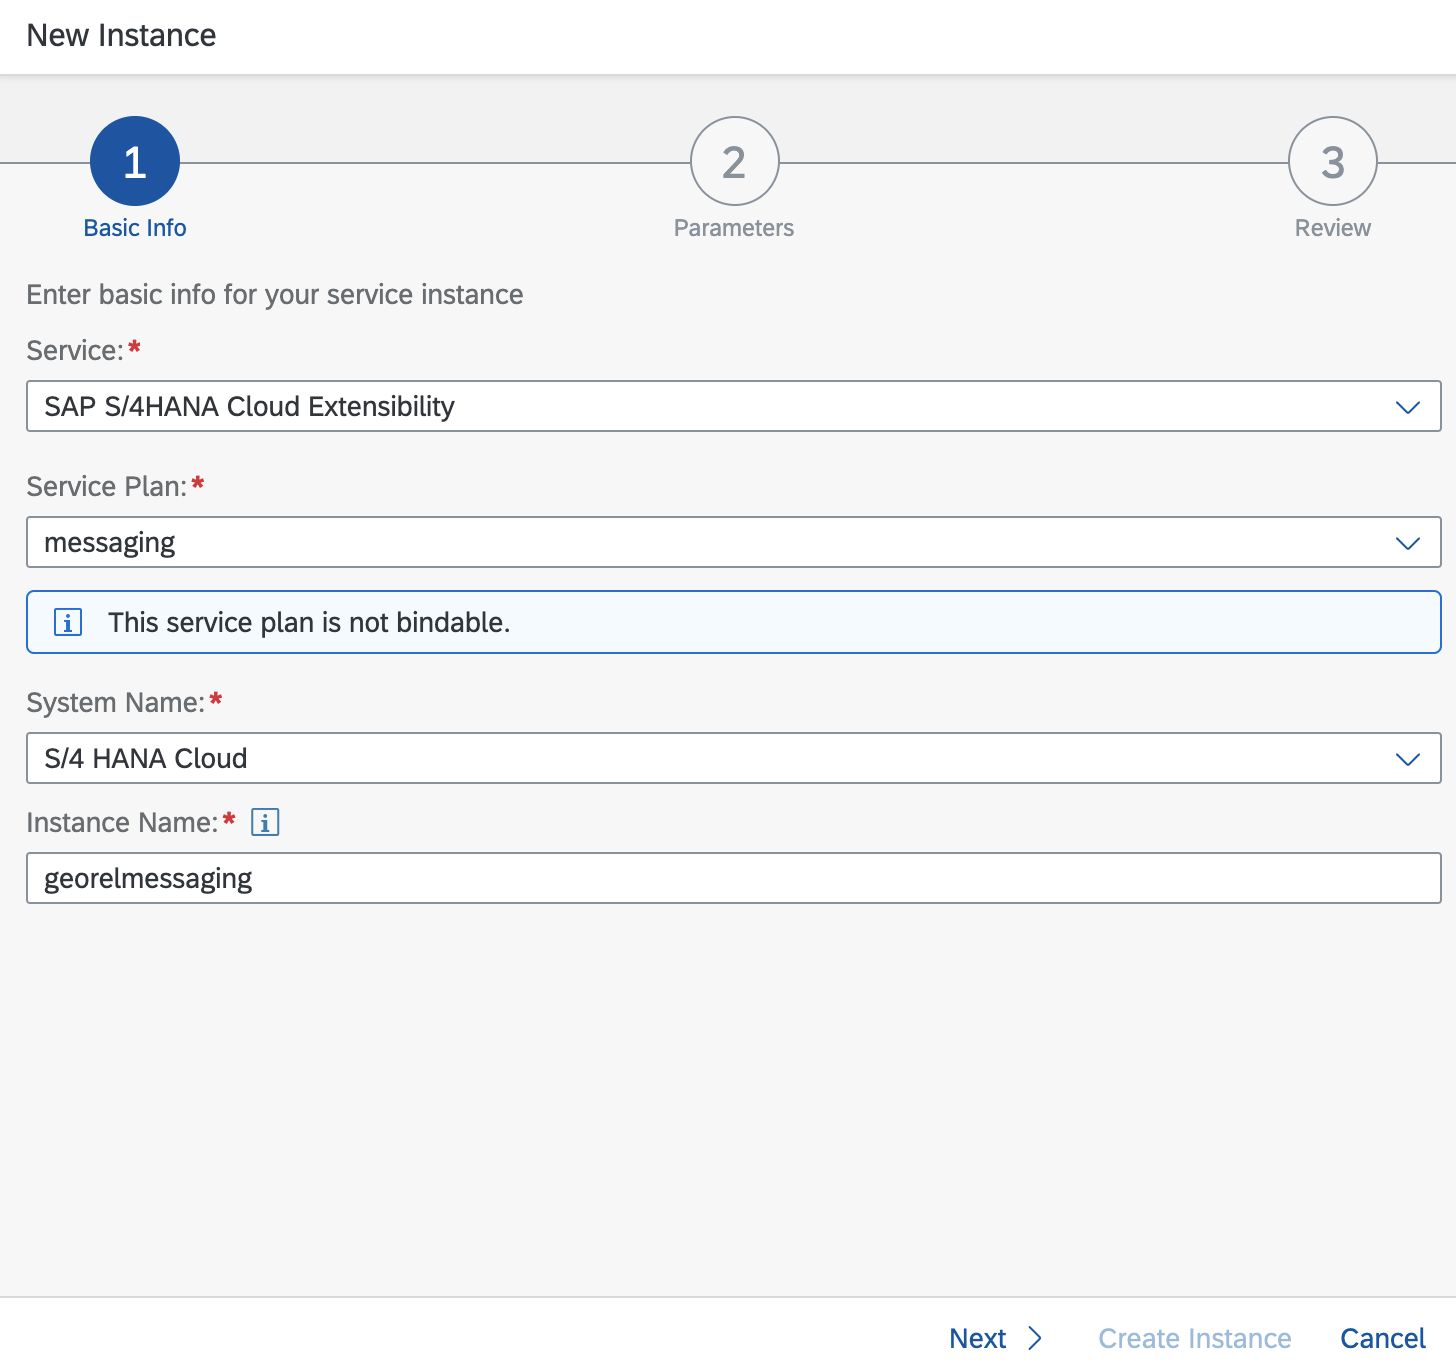 New Instance
1
2
3
Basic Info
Parameters
Review
Enter basic info for your service instance
Service:*
SAP S/4HANA Cloud Extensibility
Service Plan:*
messaging
i This service plan is not bindable.
System Name:*
S/4 HANA Cloud
Instance Name:* i
georelmessaging
Next Create Instance Cancel